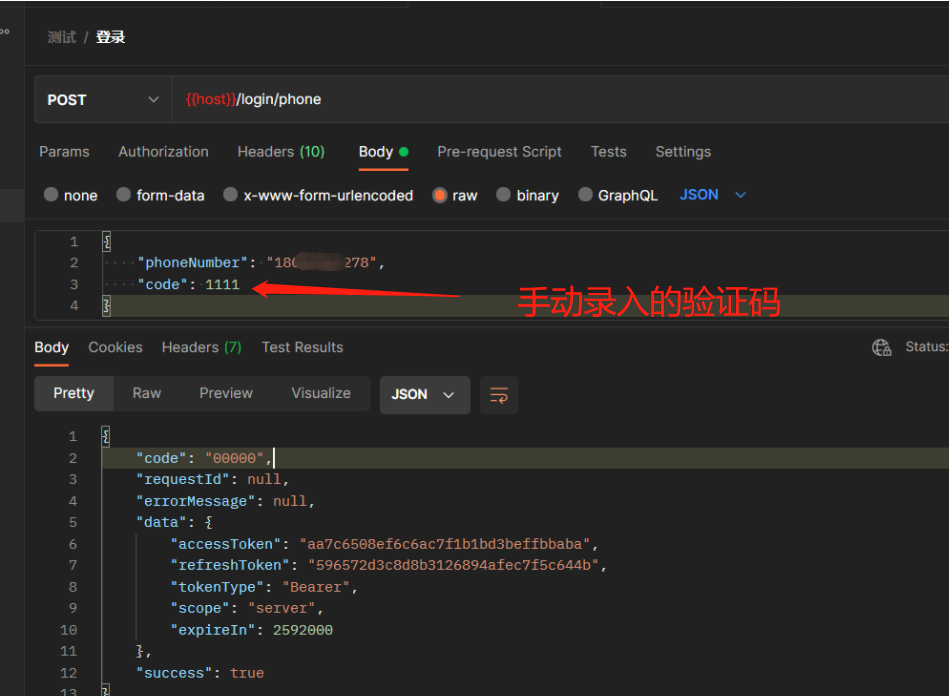 测试 / 登录
POST {{host}}/login/phone
Params Authorization Headers (10) Body Pre-request Script Tests Settings
none form-data x-www-form-urlencoded raw binary GraphQL JSON
1 {
2 "phoneNumber": "180 278",
3 "code": 1111
手动录入的验证码
4 }
Body Cookies Headers (7) Test Results Status:
Pretty Raw Preview Visualize JSON
1 {
2 "code": "00000",
3 "requestId": null,
4 "errorMessage": null,
5 "data": {
6 "accessToken": "aa7c6508ef6c6ac7f1b1bd3beffbbaba",
7 "refreshToken": "596572d3c8d8b3126894afec7f5c644b",
8 "tokenType": "Bearer",
9 "scope": "server",
10 "expireIn": 2592000
11 },
12 "success": true
13 }